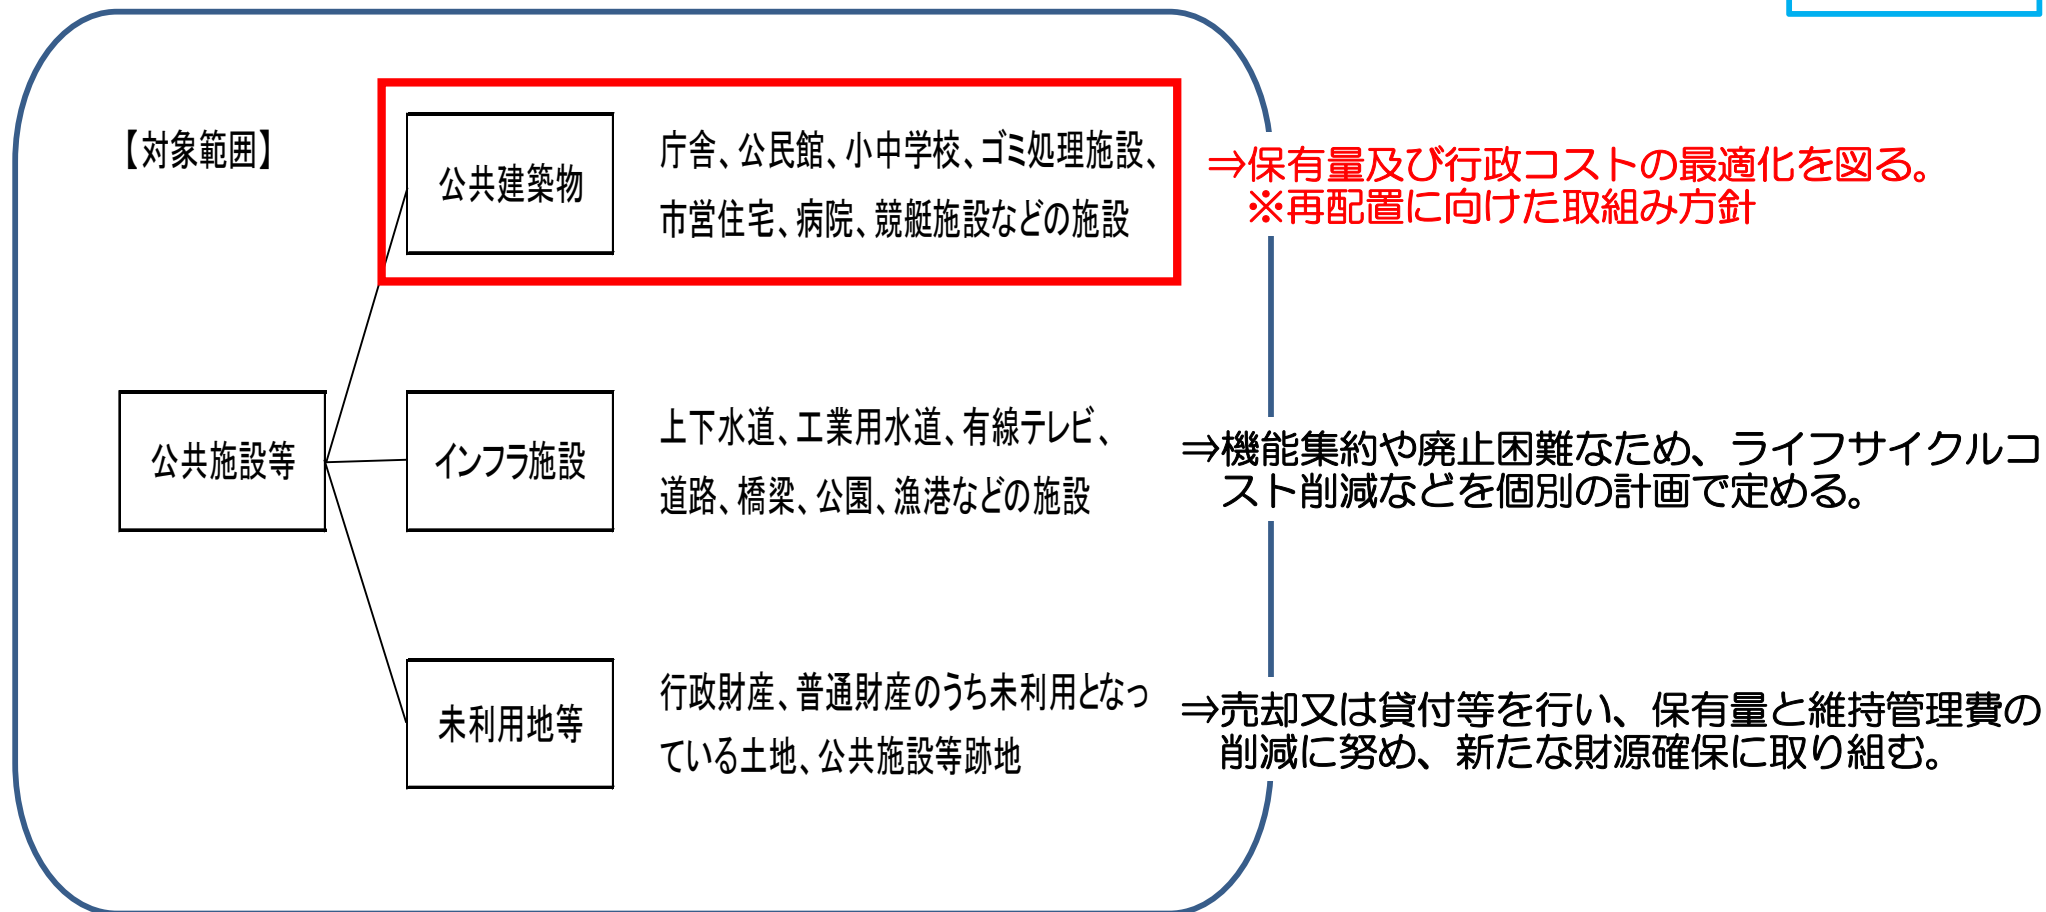 【対象範囲】
公共建築物
庁舎、公民館、小中学校、ゴミ処理施設、
市営住宅、病院、競艇施設などの施設
⇒保有量及び行政コストの最適化を図る。
※再配置に向けた取組み方針
公共施設等
インフラ施設
上下水道、工業用水道、有線テレビ、
道路、橋梁、公園、漁港などの施設
⇒機能集約や廃止困難なため、ライフサイクルコ
スト削減などを個別の計画で定める。
未利用地等
行政財産、普通財産のうち未利用となっ
ている土地、公共施設等跡地
⇒売却又は貸付等を行い、保有量と維持管理費の
削減に努め、新たな財源確保に取り組む。